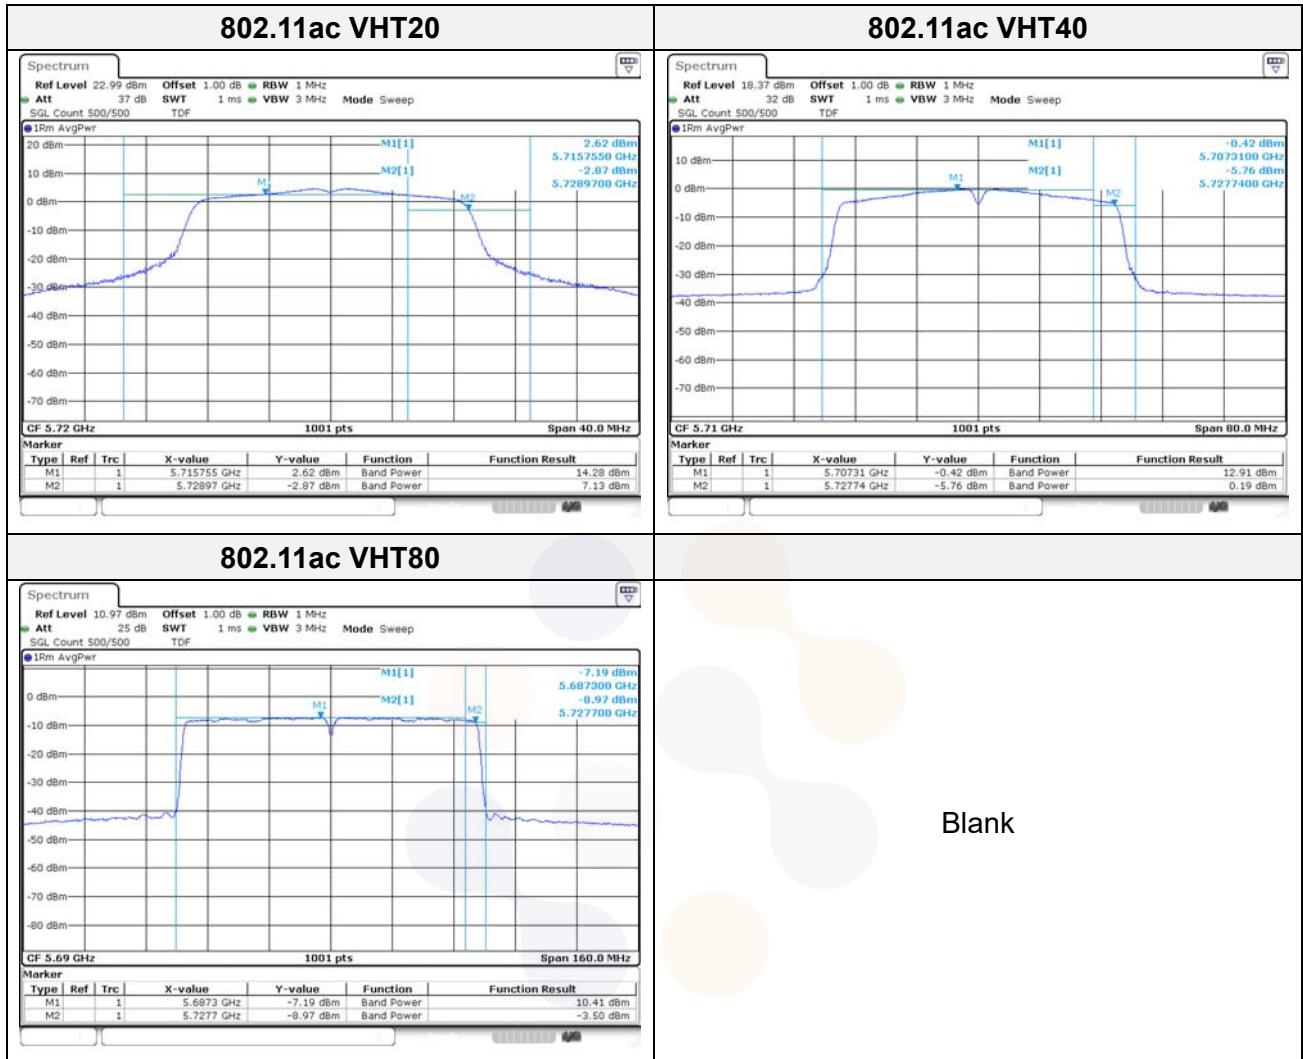 802.11ac VHT20
802.11ac VHT40
Spectrum
Ref Level 22.99 dBm Offset 1.00 dB RBW 1 MHz
Att 37 dB SWT 1 ms VBW 3 MHz Mode Sweep
SGL Count 500/500 TDF
1Rm AvgPwr
M1[1] 2.62 dBm
5.7157550 GHz
M2[1] -2.87 dBm
5.7289700 GHz
20 dBm
10 dBm
0 dBm
-10 dBm
-20 dBm
-30 dBm
-40 dBm
-50 dBm
-60 dBm
-70 dBm
M1
M2
CF 5.72 GHz 1001 pts Span 40.0 MHz
Marker
Type Ref Trc X-value Y-value Function Function Result
M1 1 5.715755 GHz 2.62 dBm Band Power 14.28 dBm
M2 1 5.72897 GHz -2.87 dBm Band Power 7.13 dBm
Spectrum
Ref Level 18.37 dBm Offset 1.00 dB RBW 1 MHz
Att 32 dB SWT 1 ms VBW 3 MHz Mode Sweep
SGL Count 500/500 TDF
1Rm AvgPwr
M1[1] -0.42 dBm
5.7073100 GHz
M2[1] -5.76 dBm
5.7277400 GHz
10 dBm
0 dBm
-10 dBm
-20 dBm
-30 dBm
-40 dBm
-50 dBm
-60 dBm
-70 dBm
M1
M2
CF 5.71 GHz 1001 pts Span 80.0 MHz
Marker
Type Ref Trc X-value Y-value Function Function Result
M1 1 5.70731 GHz -0.42 dBm Band Power 12.91 dBm
M2 1 5.72774 GHz -5.76 dBm Band Power 0.19 dBm
802.11ac VHT80
Spectrum
Ref Level 10.97 dBm Offset 1.00 dB RBW 1 MHz
Att 25 dB SWT 1 ms VBW 3 MHz Mode Sweep
SGL Count 500/500 TDF
1Rm AvgPwr
M1[1] -7.19 dBm
5.687300 GHz
M2[1] -8.97 dBm
5.727700 GHz
0 dBm
-10 dBm
-20 dBm
-30 dBm
-40 dBm
-50 dBm
-60 dBm
-70 dBm
-80 dBm
M1
M2
CF 5.69 GHz 1001 pts Span 160.0 MHz
Marker
Type Ref Trc X-value Y-value Function Function Result
M1 1 5.6873 GHz -7.19 dBm Band Power 10.41 dBm
M2 1 5.7277 GHz -8.97 dBm Band Power -3.50 dBm
Blank